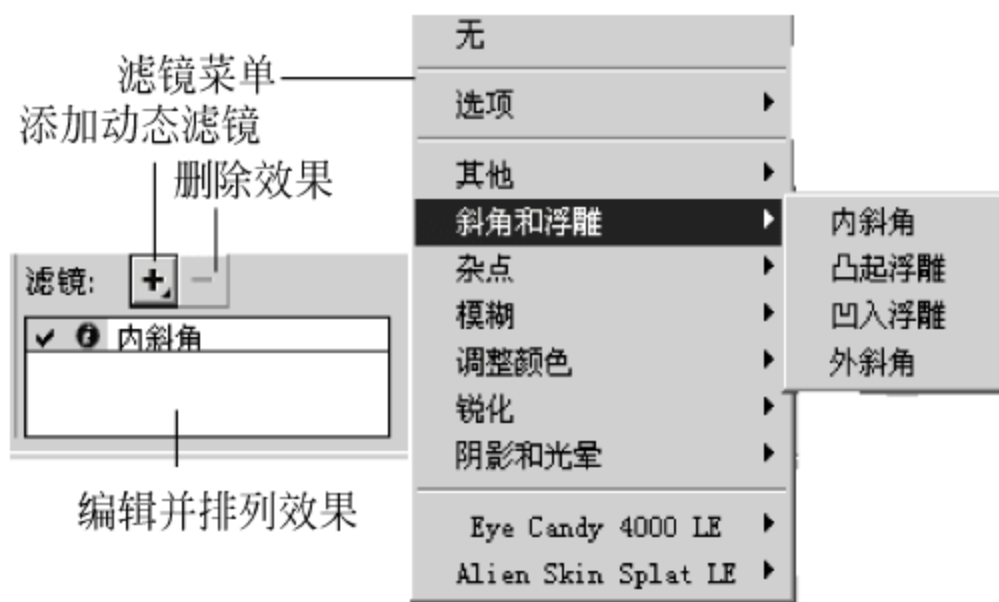 滤镜菜单
添加动态滤镜
删除效果
滤镜:
内斜角
编辑并排列效果
无
选项
其他
斜角和浮雕
杂点
模糊
调整颜色
锐化
阴影和光晕
Eye Candy 4000 LE
Alien Skin Splat LE
内斜角
凸起浮雕
凹入浮雕
外斜角